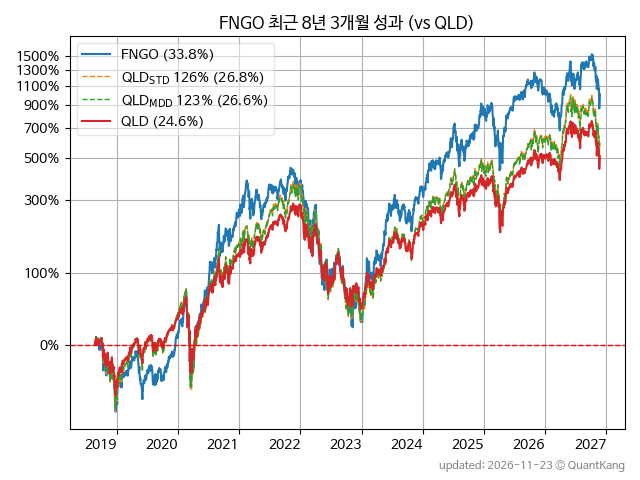 FNGO 최근 8년 3개월 성과 (vs QLD)
FNGO (33.8%)
QLD_STD 126% (26.8%)
QLD_MDD 123% (26.6%)
QLD (24.6%)
1500%
1300%
1100%
900%
700%
500%
300%
100%
0%
2019 2020 2021 2022 2023 2024 2025 2026 2027
updated: 2026-11-23 © QuantKang